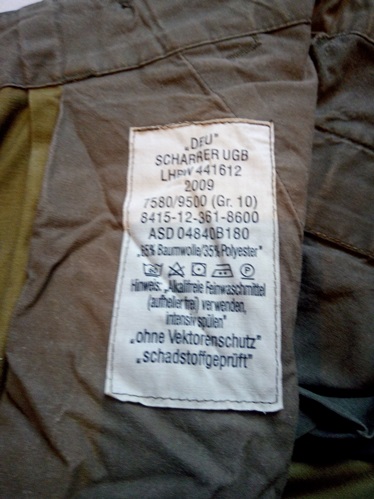 „DEU"
SCHARRER UGB
LHBW 441612
2009
7580/9500 (Gr. 10)
8415-12-361-8600
ASD 04840B180
„65% Baumwolle/35% Polyester"
Hinweis: „Alkalifreie Feinwaschmittel
(aufhellerfrei) verwenden,
intensiv spülen"
„ohne Vektorenschutz"
„schadstoffgeprüft"